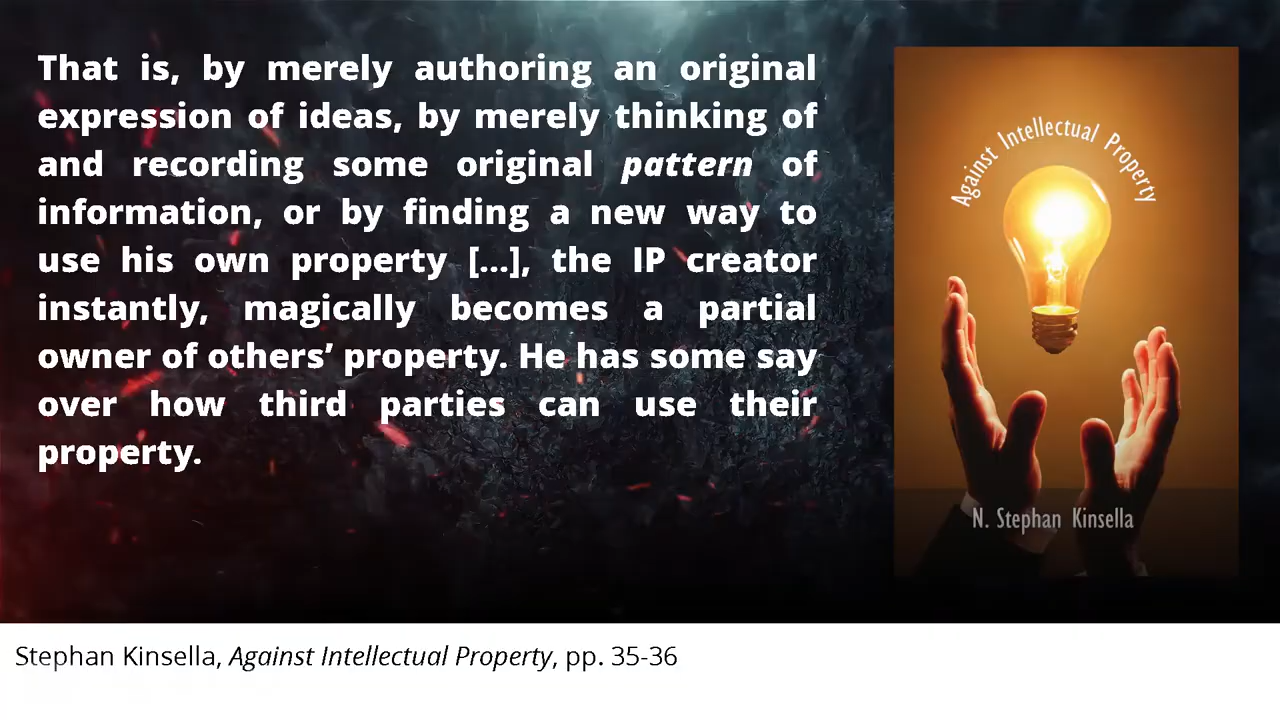 That is, by merely authoring an original
expression of ideas, by merely thinking of
and recording some original pattern of
information, or by finding a new way to
use his own property [...], the IP creator
instantly, magically becomes a partial
owner of others’ property. He has some say
over how third parties can use their
property.
Against Intellectual Property
N. Stephan Kinsella
Stephan Kinsella, Against Intellectual Property, pp. 35-36